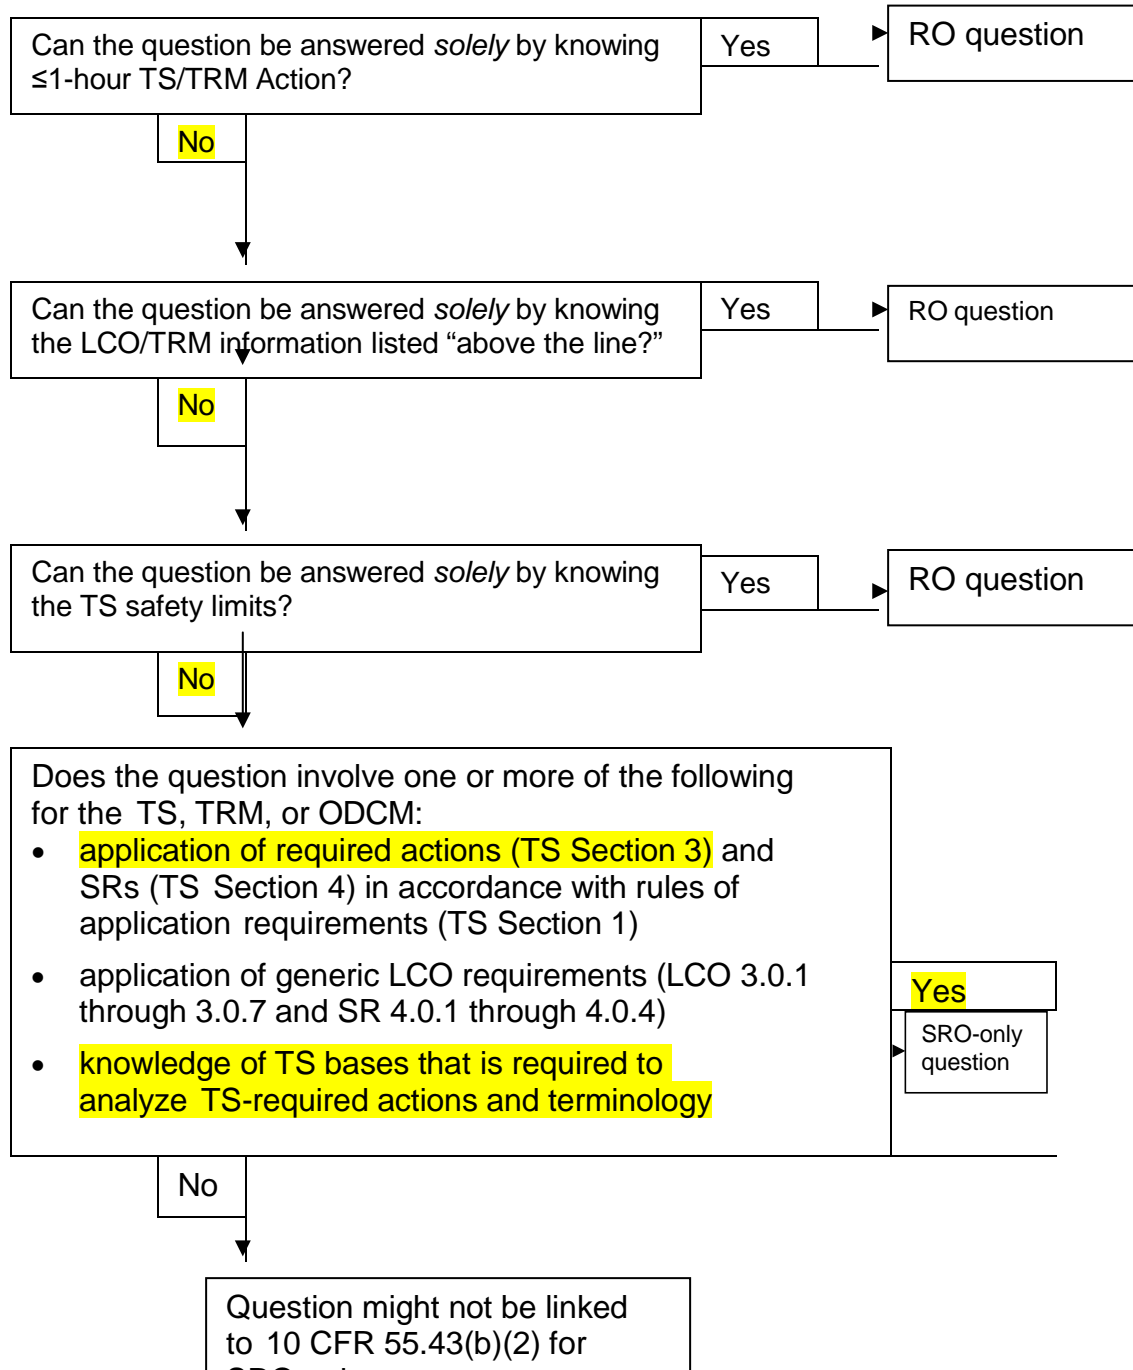 Can the question be answered solely by knowing
≤1-hour TS/TRM Action?
Yes
RO question
No
Can the question be answered solely by knowing
the LCO/TRM information listed “above the line?”
Yes
RO question
No
Can the question be answered solely by knowing
the TS safety limits?
Yes
RO question
No
Does the question involve one or more of the following
for the TS, TRM, or ODCM:
• application of required actions (TS Section 3) and
SRs (TS Section 4) in accordance with rules of
application requirements (TS Section 1)
• application of generic LCO requirements (LCO 3.0.1
through 3.0.7 and SR 4.0.1 through 4.0.4)
• knowledge of TS bases that is required to
analyze TS-required actions and terminology
Yes
SRO-only
question
No
Question might not be linked
to 10 CFR 55.43(b)(2) for